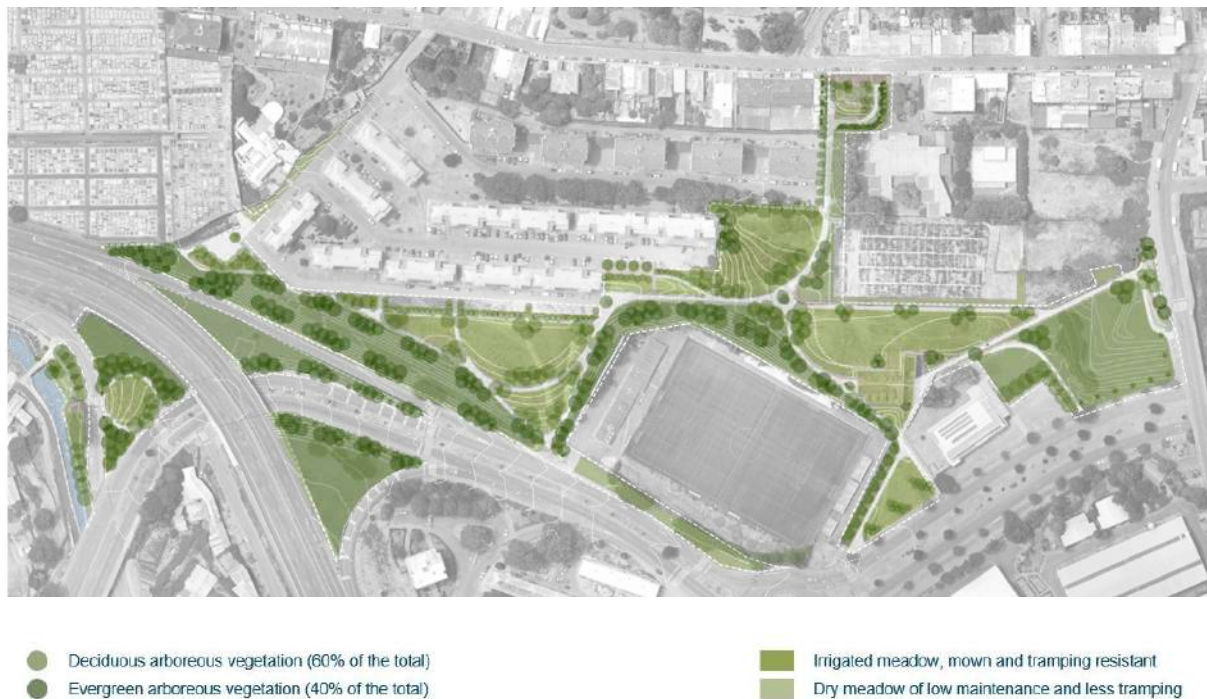 Deciduous arboreous vegetation (60% of the total)
Evergreen arboreous vegetation (40% of the total)
Irrigated meadow, mown and tramping resistant
Dry meadow of low maintenance and less tramping